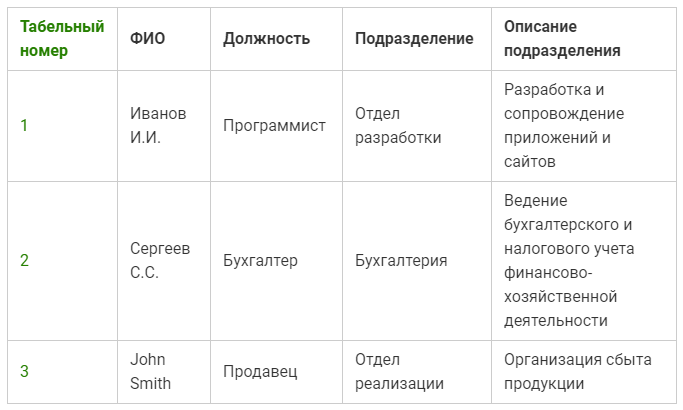 Табельный
номер
ФИО
Должность
Подразделение
Описание
подразделения
1
Иванов
И.И.
Программист
Отдел
разработки
Разработка и
сопровождение
приложений и
сайтов
2
Сергеев
С.С.
Бухгалтер
Бухгалтерия
Ведение
бухгалтерского и
налогового учета
финансово-
хозяйственной
деятельности
3
John
Smith
Продавец
Отдел
реализации
Организация сбыта
продукции